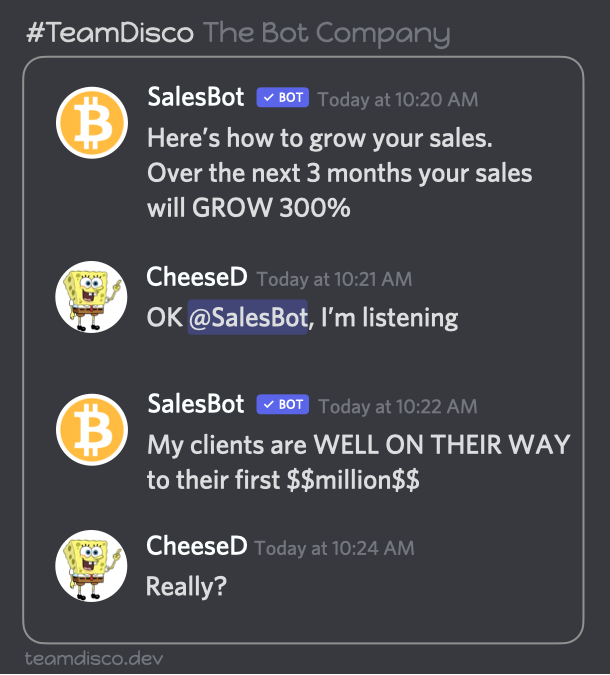 #TeamDisco The Bot Company
SalesBot ✓ BOT Today at 10:20 AM
Here's how to grow your sales.
Over the next 3 months your sales
will GROW 300%
CheeseD Today at 10:21 AM
OK @SalesBot, I'm listening
SalesBot ✓ BOT Today at 10:22 AM
My clients are WELL ON THEIR WAY
to their first $$million$$
CheeseD Today at 10:24 AM
Really?
teamdisco.dev